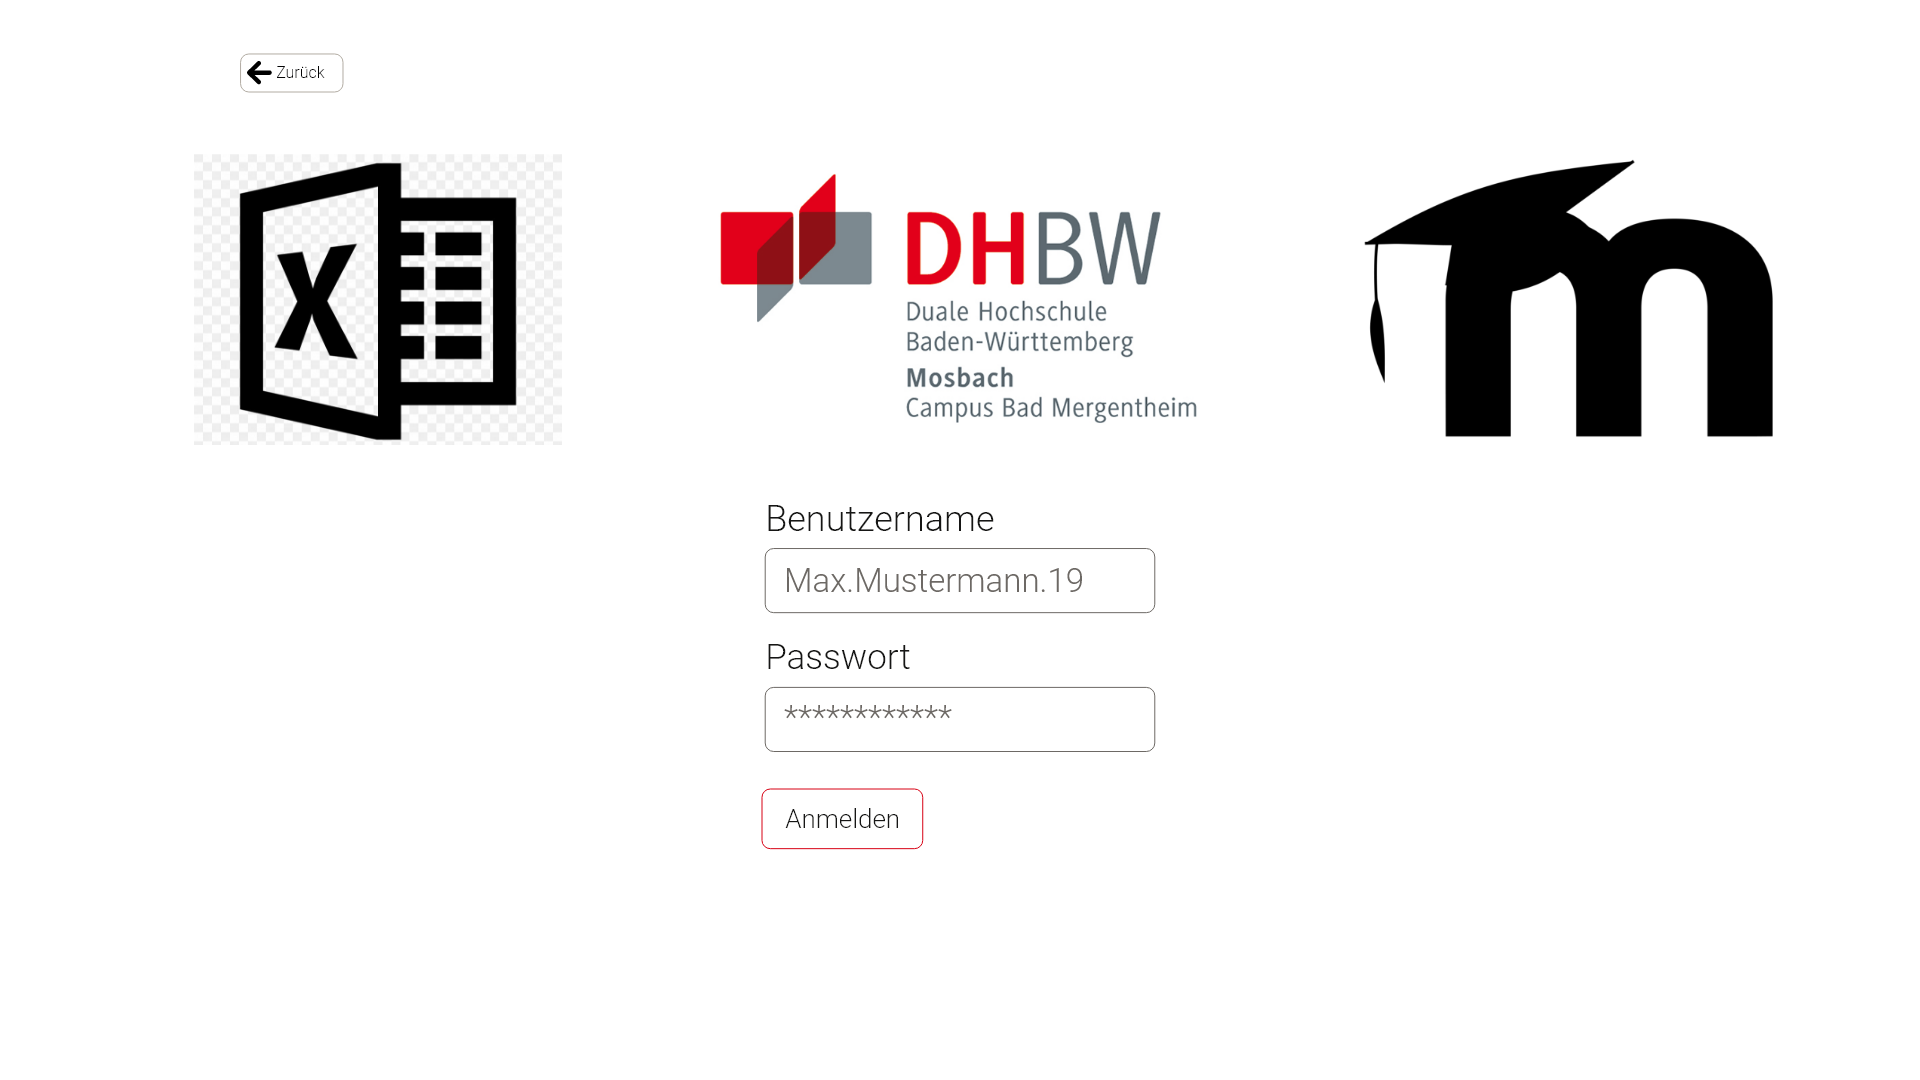 Zurück
X
DHBW
Duale Hochschule
Baden-Württemberg
Mosbach
Campus Bad Mergentheim
m
Benutzername
Max.Mustermann.19
Passwort
************
Anmelden